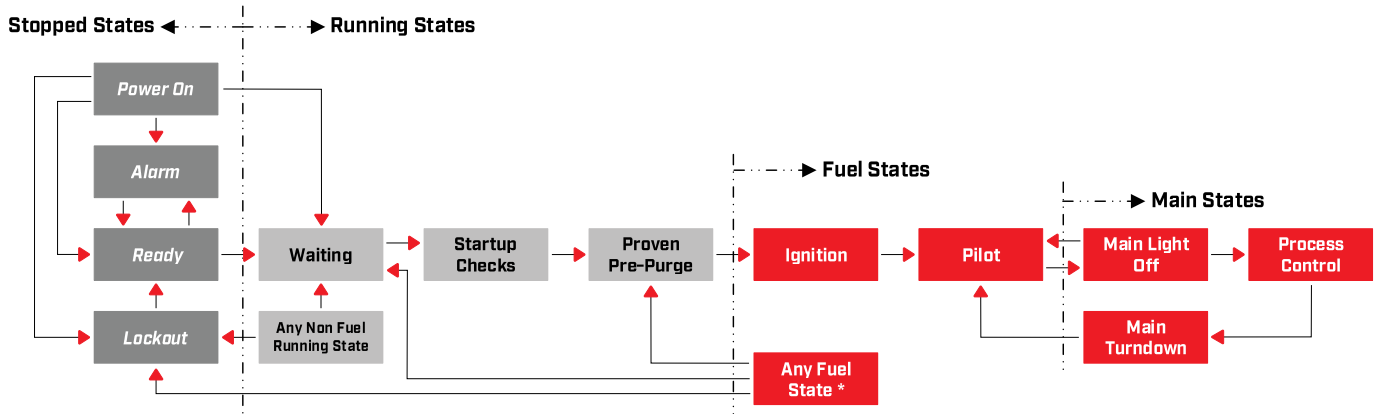 Stopped States
Running States
Power On
Alarm
Fuel States
Main States
Ready
Waiting
Startup
Checks
Proven
Pre-Purge
Ignition
Pilot
Main Light
Off
Process
Control
Lockout
Any Non Fuel
Running State
Main
Turndown
Any Fuel
State *